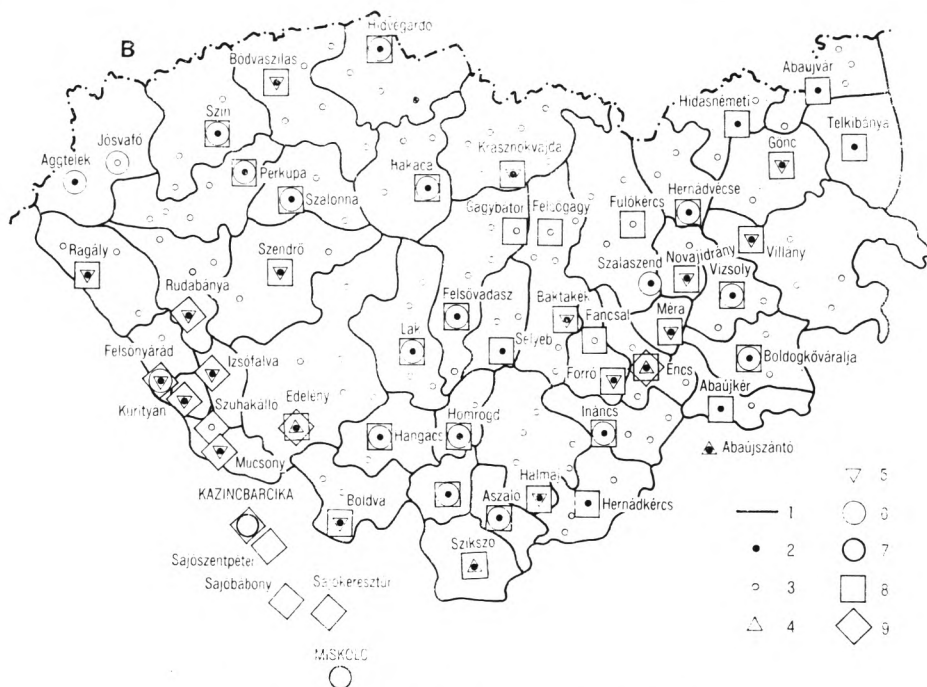 B
Hidvégardó
Bódvaszilas
Abaújvár
Hidasnémeti
Szin
Telkibánya
Jósvafő
Gönc
Aggtelek
Krasznokvajda
Perkupa
Rakaca
Hernádvécse
Szalonna
Fulókércs
Gagybátor
Felsőgagy
Ragály
Szendrő
Szalaszend
Novajidrány
Vilmány
Vizsoly
Rudabánya
Felsővadász
Baktakék
Méra
Lak
Fancsal
Selyeb
Felsőnyárád
Izsófalva
Boldogkőváralja
Forró
Encs
Kurityán
Szuhakálló
Edelény
Abaújkér
Homrogd
Ináncs
Hangács
Mucsony
Abaújszántó
Halmaj
KAZINCBARCIKA
Boldva
Aszaló
Hernádkércs
Szikszó
Sajószentpéter
Sajóbábony
Sajókeresztúr
MISKOLC
1
2
3
4
5
6
7
8
9